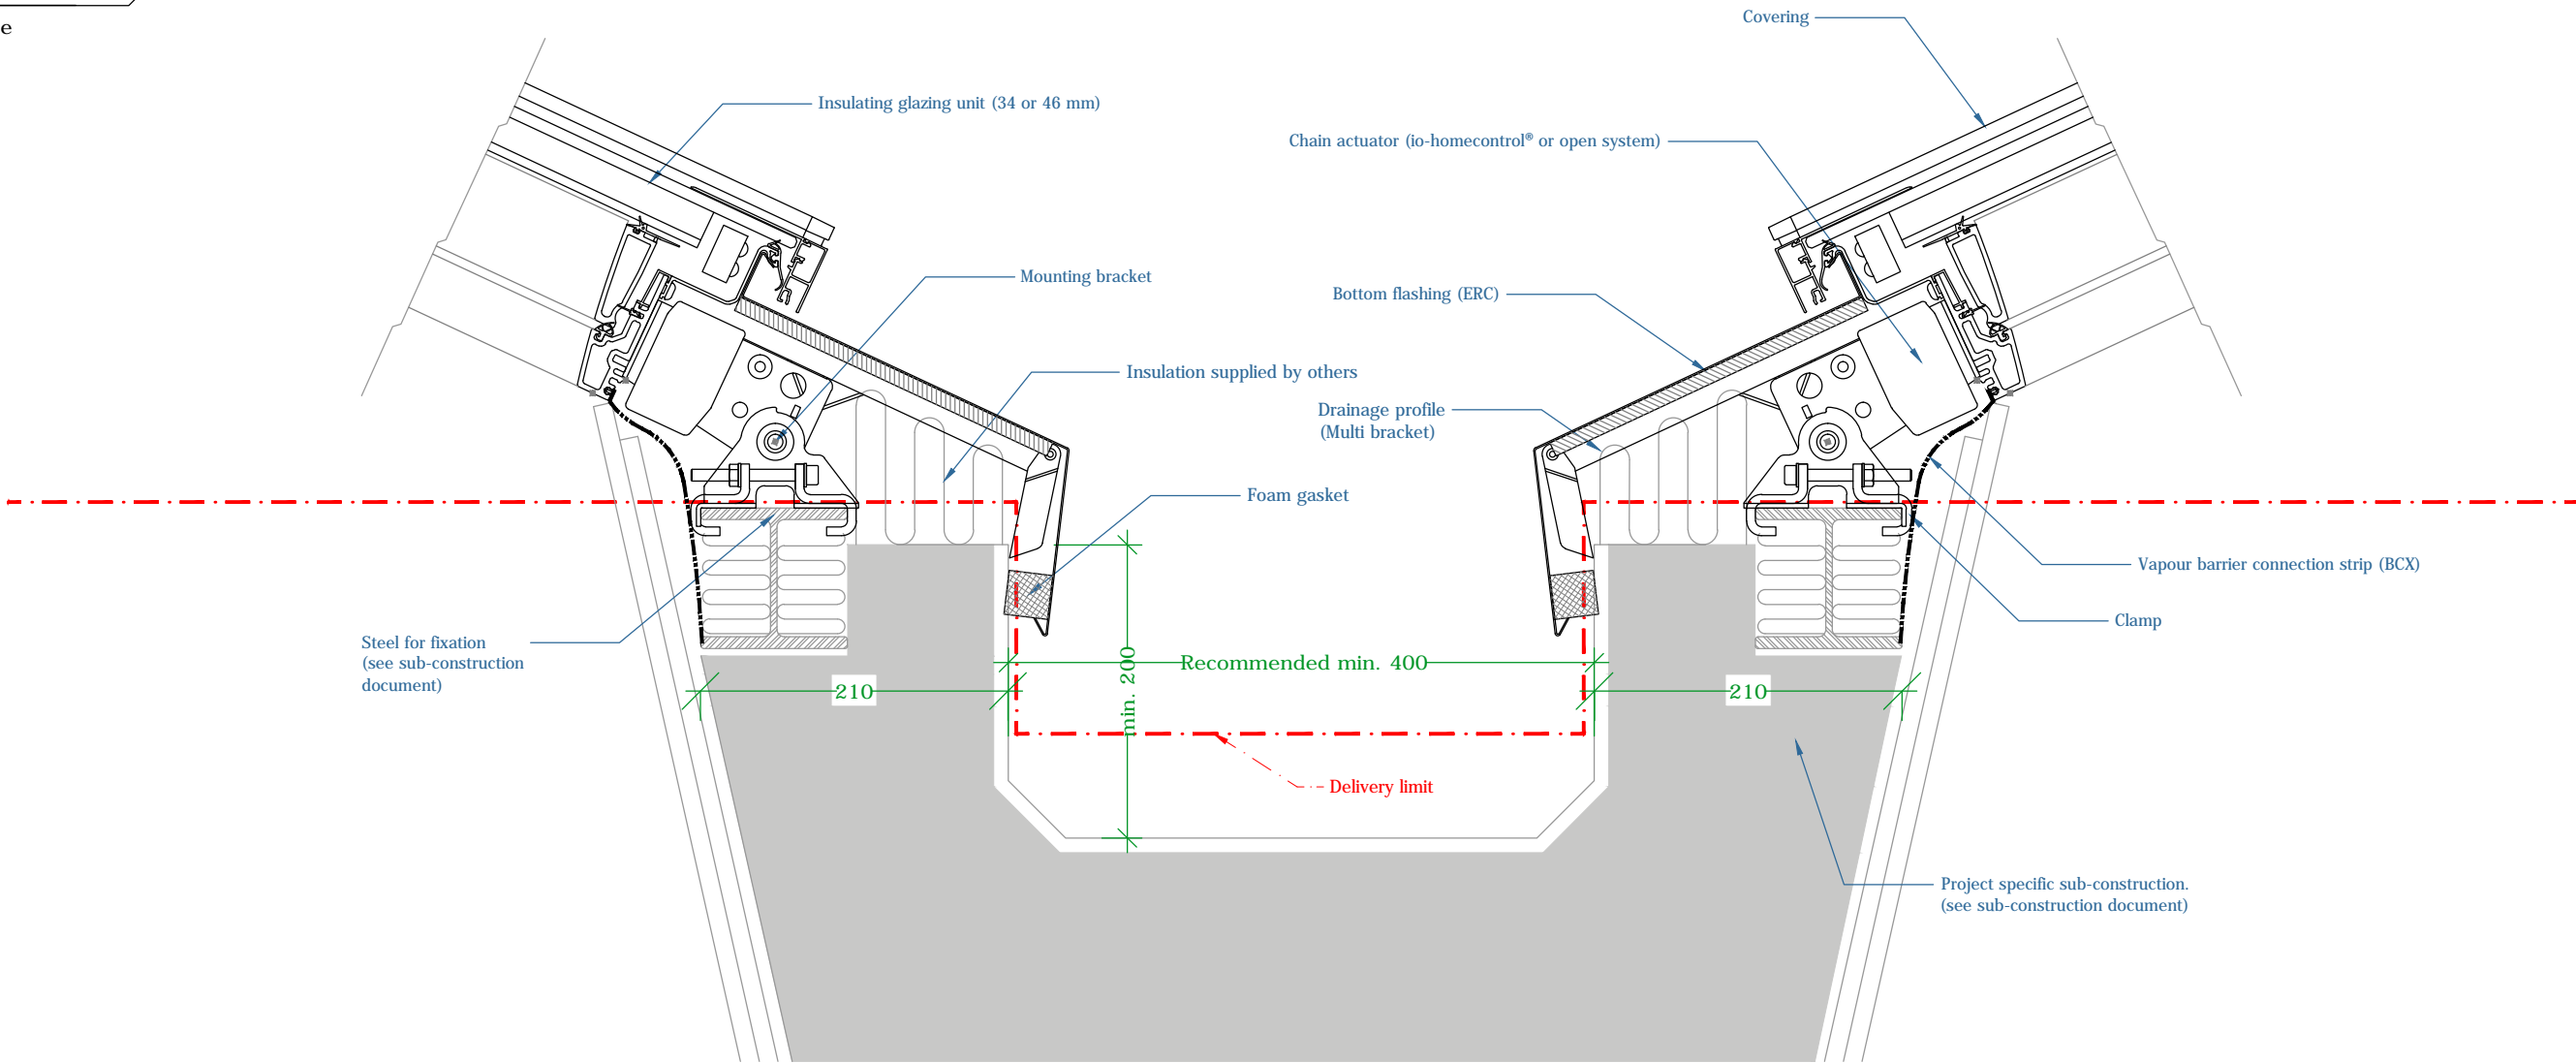 e
Covering
Insulating glazing unit (34 or 46 mm)
Chain actuator (io-homecontrol® or open system)
Mounting bracket
Bottom flashing (ERC)
Insulation supplied by others
Drainage profile
(Multi bracket)
Foam gasket
Vapour barrier connection strip (BCX)
Clamp
Steel for fixation
(see sub-construction
document)
Recommended min. 400
min. 200
210
210
Delivery limit
Project specific sub-construction.
(see sub-construction document)